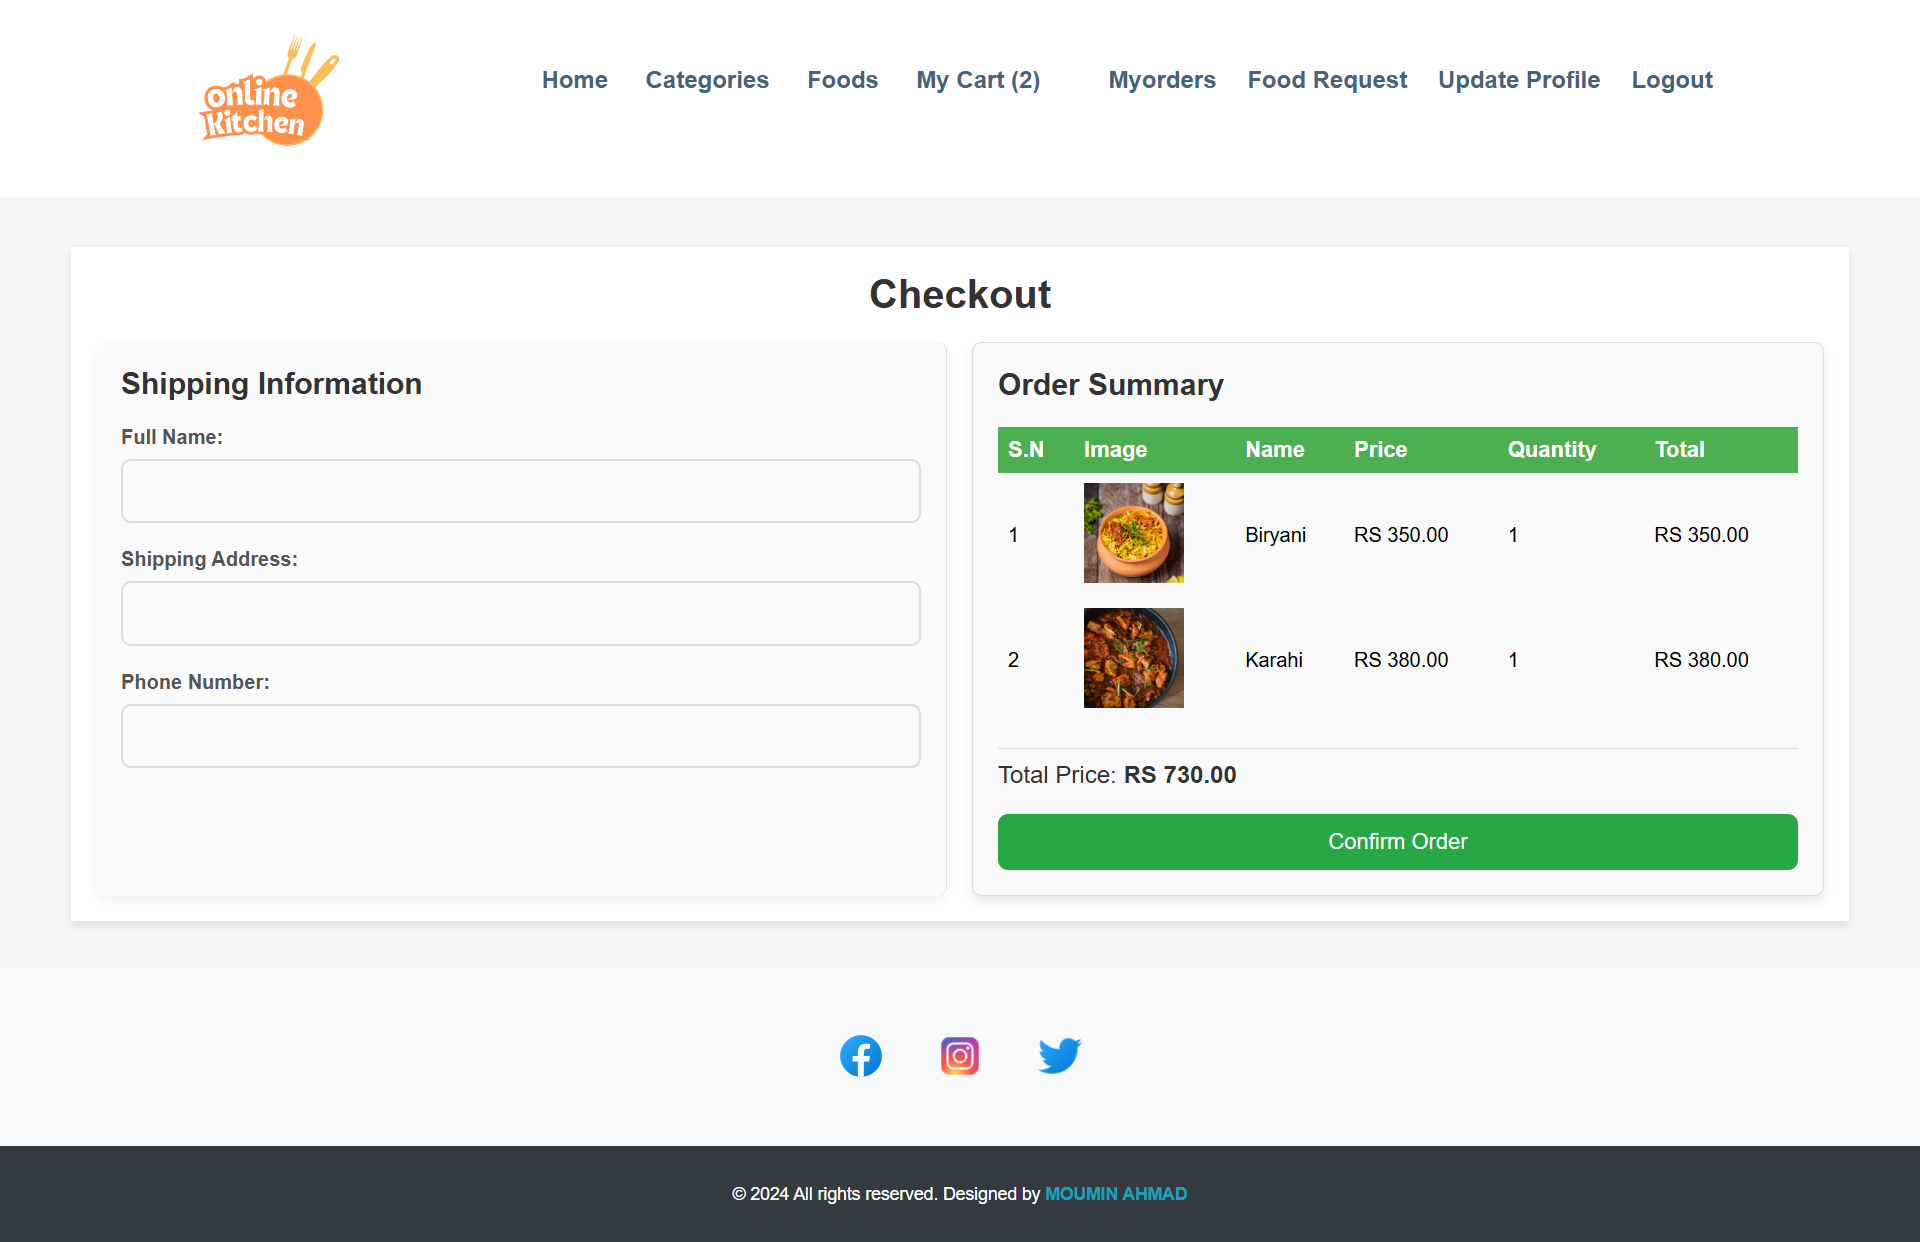 online
Kitchen
Home Categories Foods My Cart (2) Myorders Food Request Update Profile Logout
Checkout
Shipping Information
Full Name:
Shipping Address:
Phone Number:
Order Summary
S.N Image Name Price Quantity Total
1 Biryani RS 350.00 1 RS 350.00
2 Karahi RS 380.00 1 RS 380.00
Total Price: RS 730.00
Confirm Order
© 2024 All rights reserved. Designed by MOUMIN AHMAD